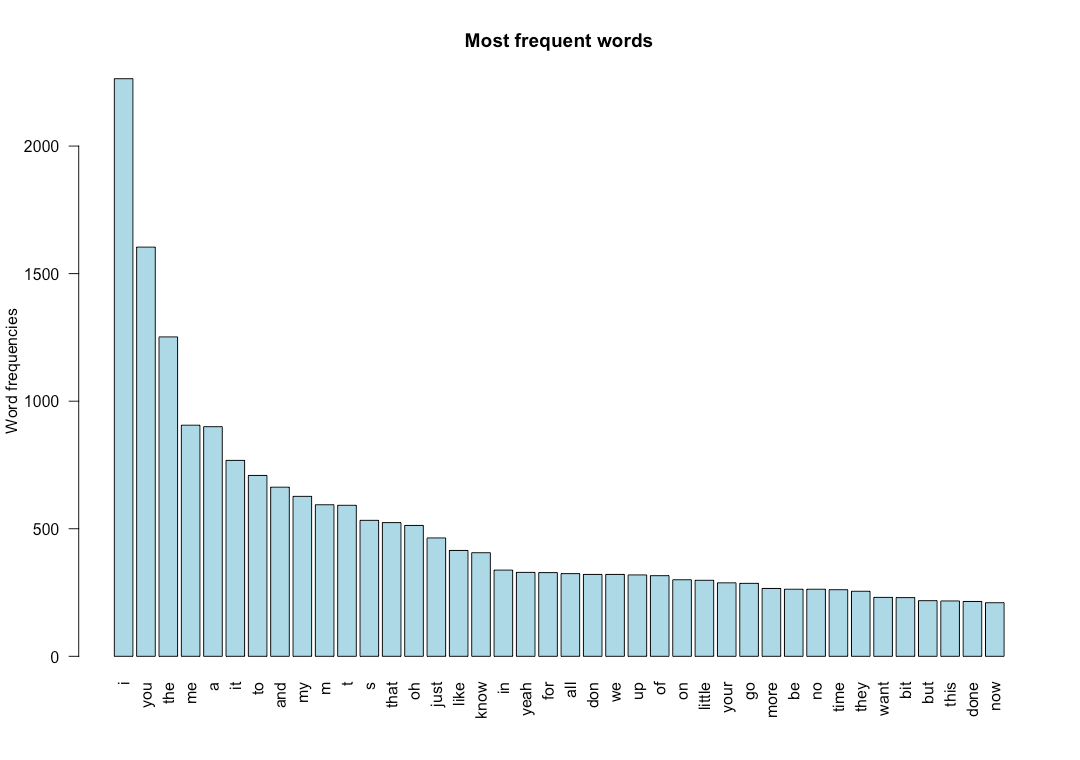 Most frequent words
Word frequencies
2000
1500
1000
500
0
i you the me a it to and my m t s that oh just like know in yeah for all don we up of on little your go more be no time they want bit but this done now